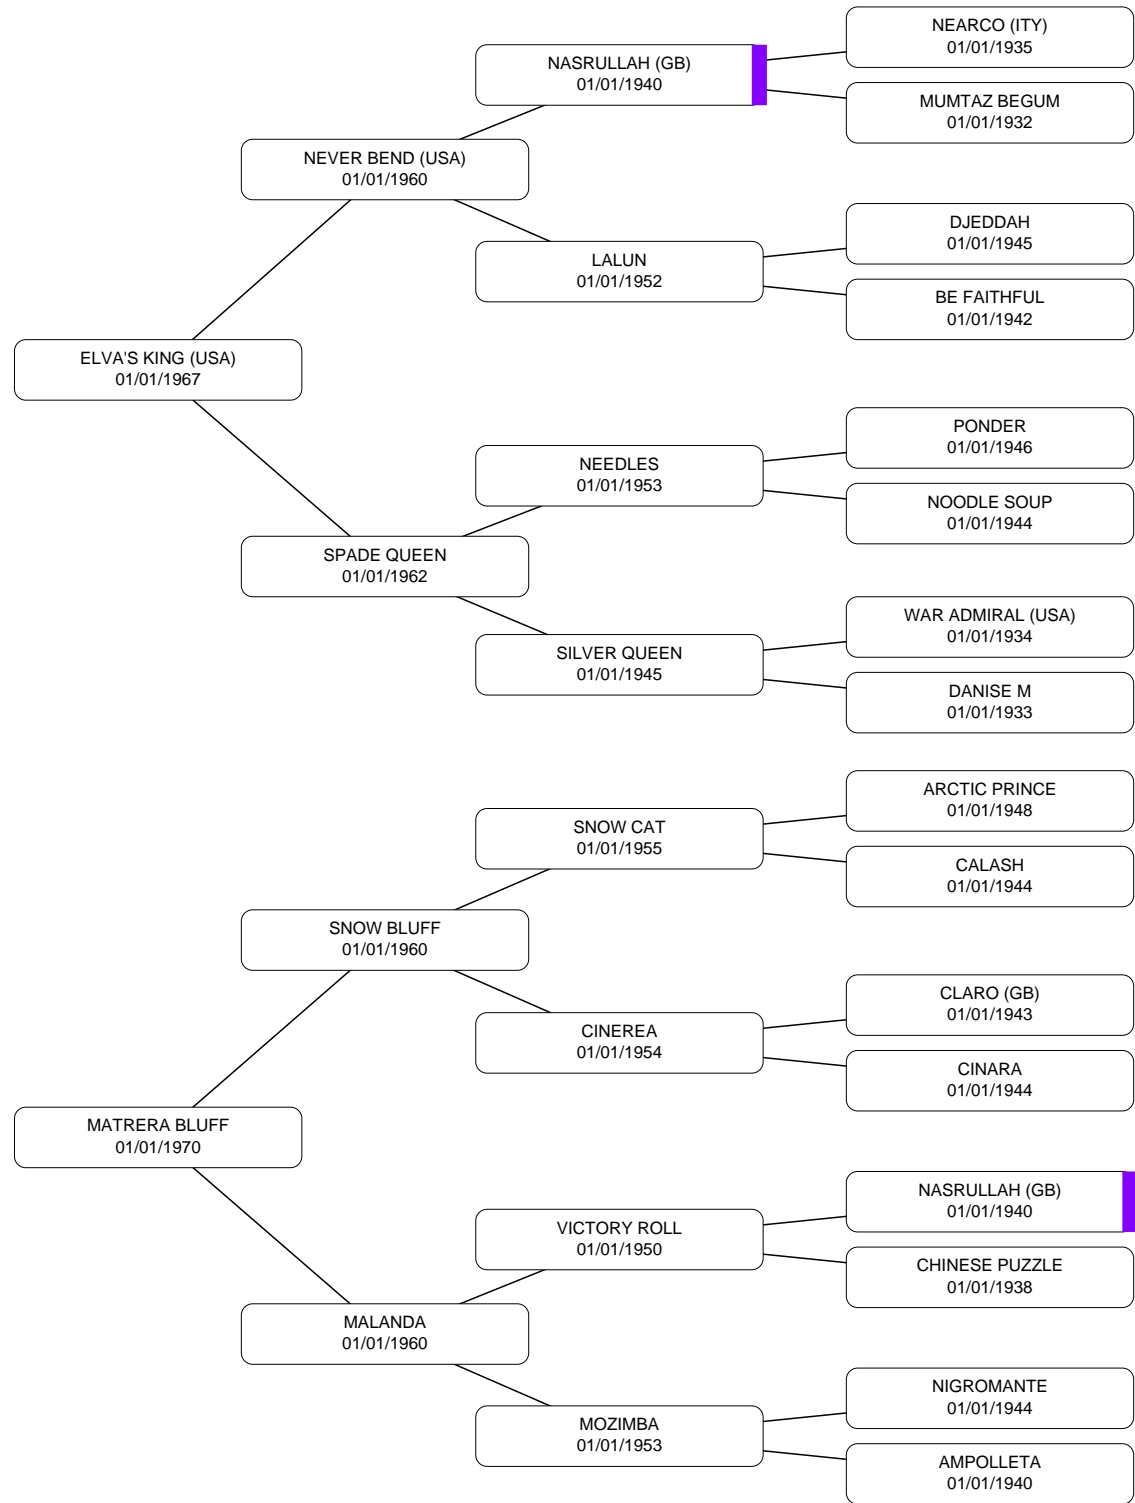 NEARCO (ITY)
01/01/1935
NASRULLAH (GB)
01/01/1940
MUMTAZ BEGUM
01/01/1932
NEVER BEND (USA)
01/01/1960
DJEDDAH
01/01/1945
LALUN
01/01/1952
BE FAITHFUL
01/01/1942
ELVA'S KING (USA)
01/01/1967
PONDER
01/01/1946
NEEDLES
01/01/1953
NOODLE SOUP
01/01/1944
SPADE QUEEN
01/01/1962
WAR ADMIRAL (USA)
01/01/1934
SILVER QUEEN
01/01/1945
DANISE M
01/01/1933
ARCTIC PRINCE
01/01/1948
SNOW CAT
01/01/1955
CALASH
01/01/1944
SNOW BLUFF
01/01/1960
CLARO (GB)
01/01/1943
CINEREA
01/01/1954
CINARA
01/01/1944
MATRERA BLUFF
01/01/1970
NASRULLAH (GB)
01/01/1940
VICTORY ROLL
01/01/1950
CHINESE PUZZLE
01/01/1938
MALANDA
01/01/1960
NIGROMANTE
01/01/1944
MOZIMBA
01/01/1953
AMPOLLETA
01/01/1940